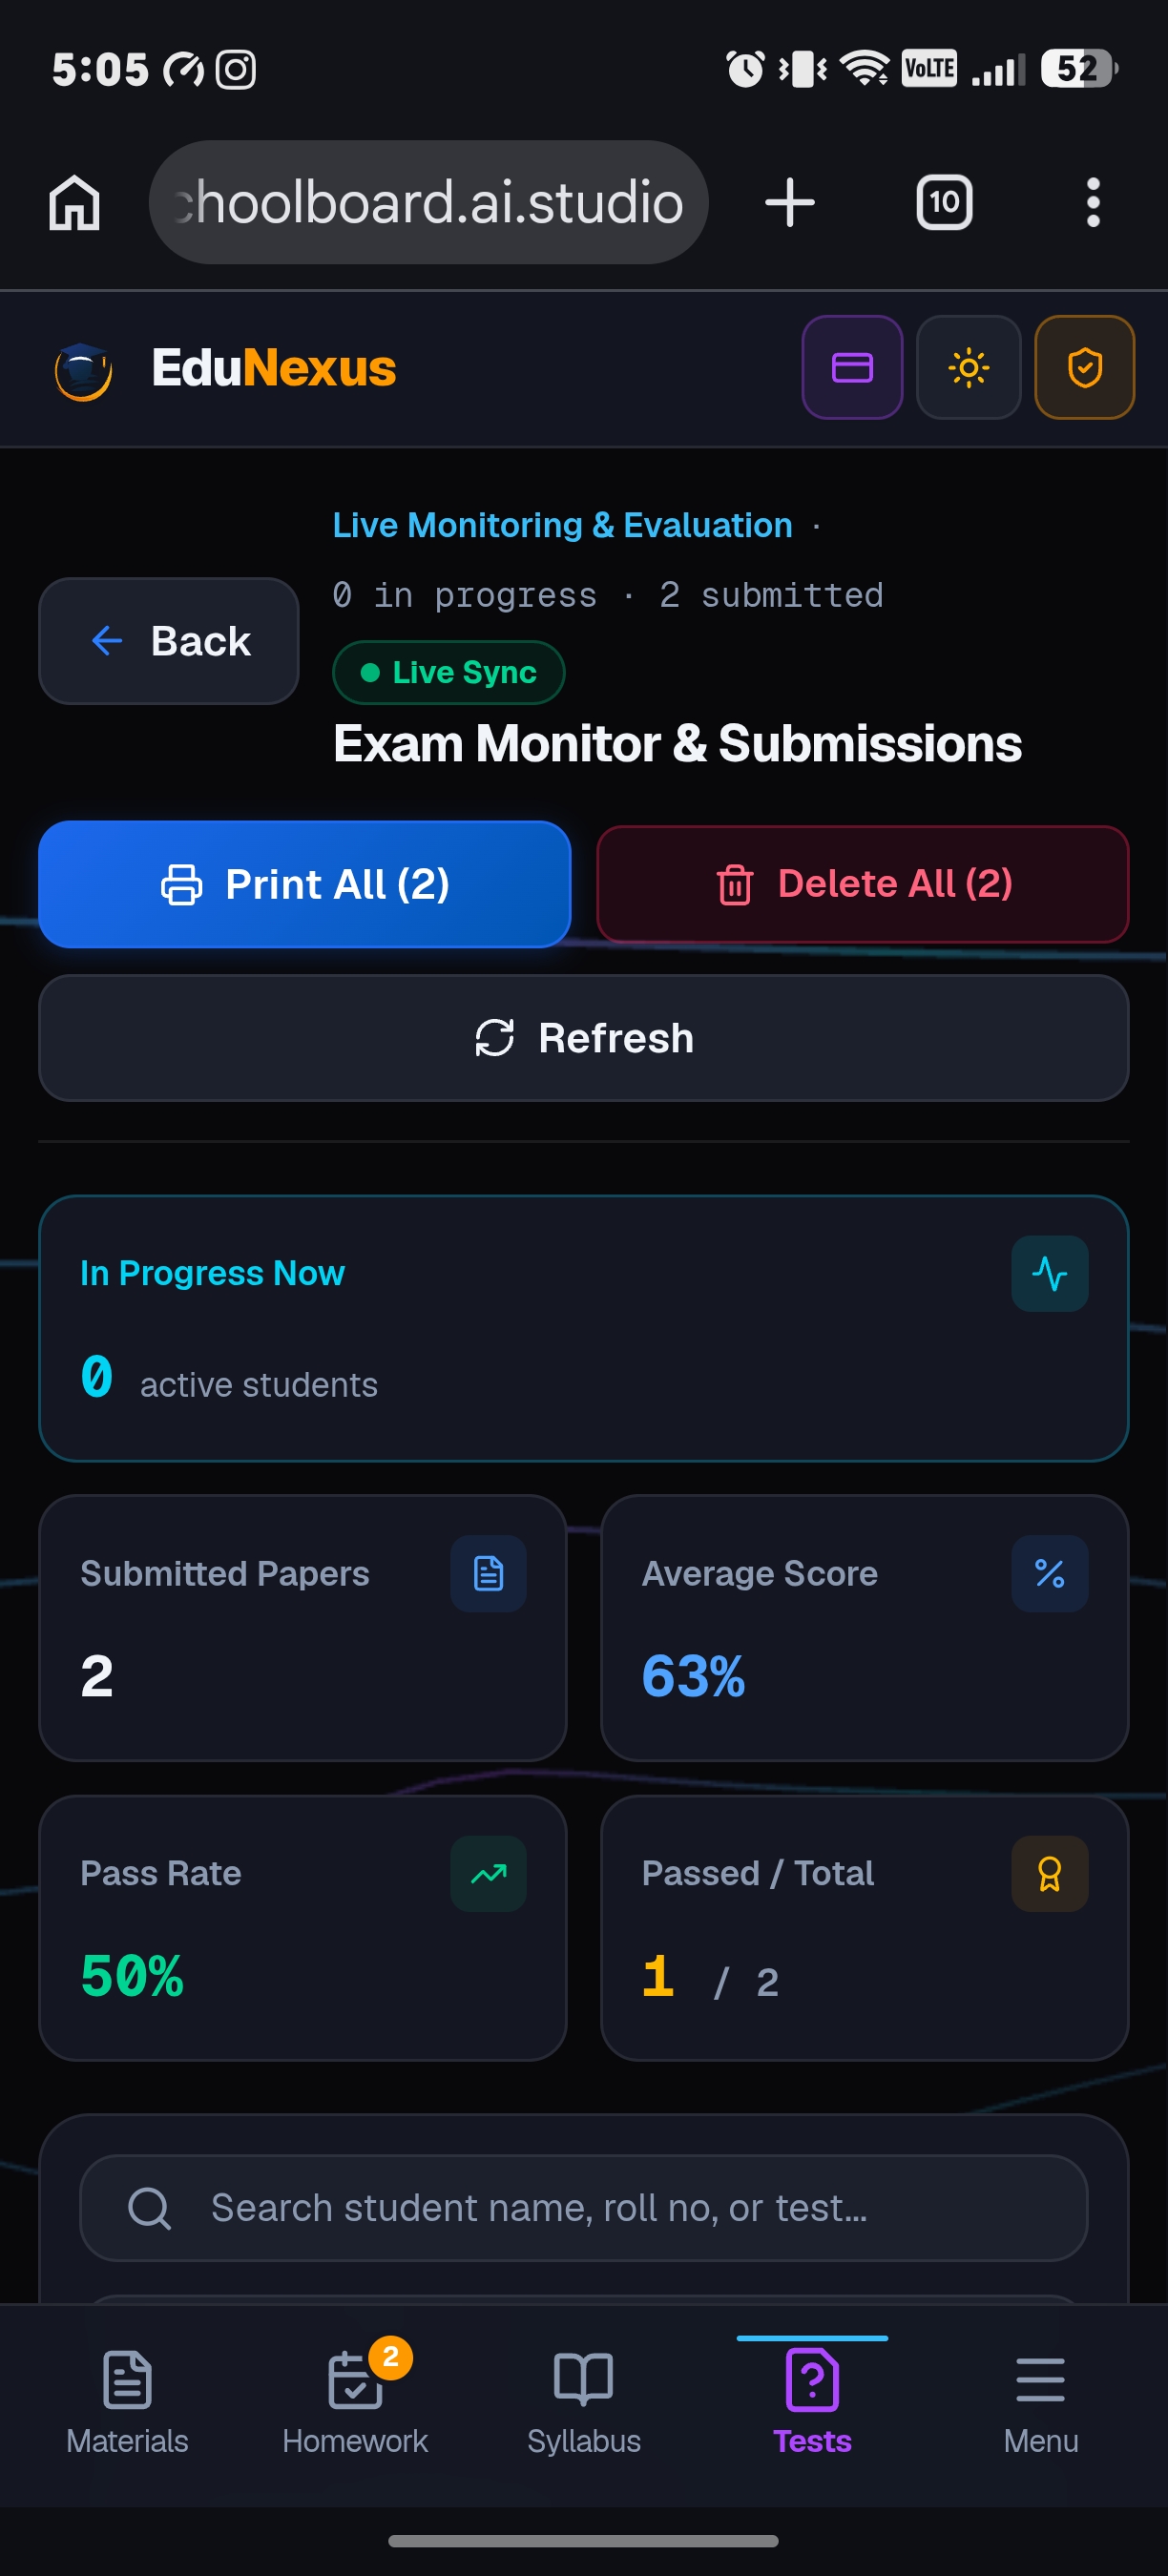 5:05
VoLTE
52
choolboard.ai.studio
10
EduNexus
Live Monitoring & Evaluation ·
0 in progress · 2 submitted
Back
Live Sync
Exam Monitor & Submissions
Print All (2)
Delete All (2)
Refresh
In Progress Now
0 active students
Submitted Papers
2
Average Score
63%
Pass Rate
50%
Passed / Total
1 / 2
Search student name, roll no, or test...
2
Materials
Homework
Syllabus
Tests
Menu